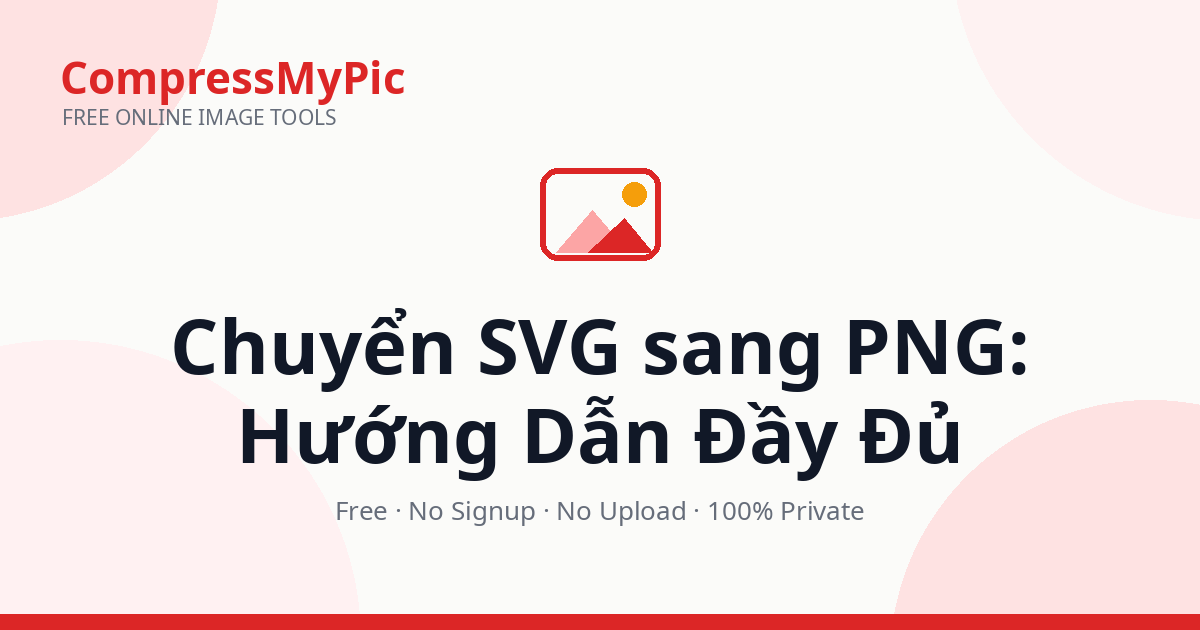 CompressMyPic
FREE ONLINE IMAGE TOOLS
Chuyển SVG sang PNG:
Hướng Dẫn Đầy Đủ
Free · No Signup · No Upload · 100% Private